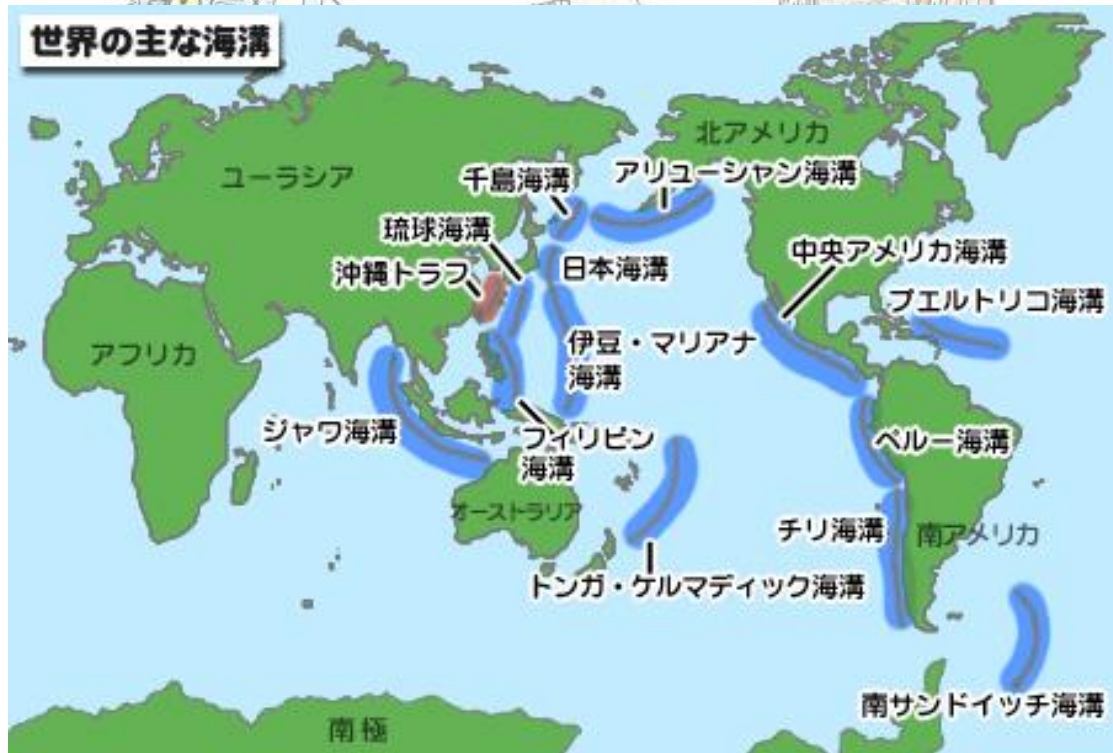 世界の主な海溝
北アメリカ
ユーラシア
千島海溝
アリューシャン海溝
琉球海溝
中央アメリカ海溝
沖縄トラフ
日本海溝
プエルトリコ海溝
アフリカ
伊豆・マリアナ
海溝
ジャワ海溝
フィリピン
海溝
ペルー海溝
オーストラリア
チリ海溝
南アメリカ
トンガ・ケルマディック海溝
南サンドイッチ海溝
南極